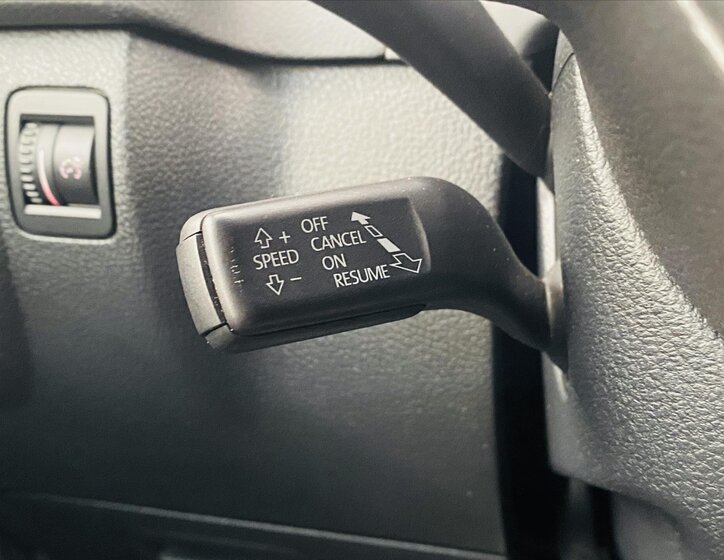 OFF
+ CANCEL
SPEED ON
− RESUME